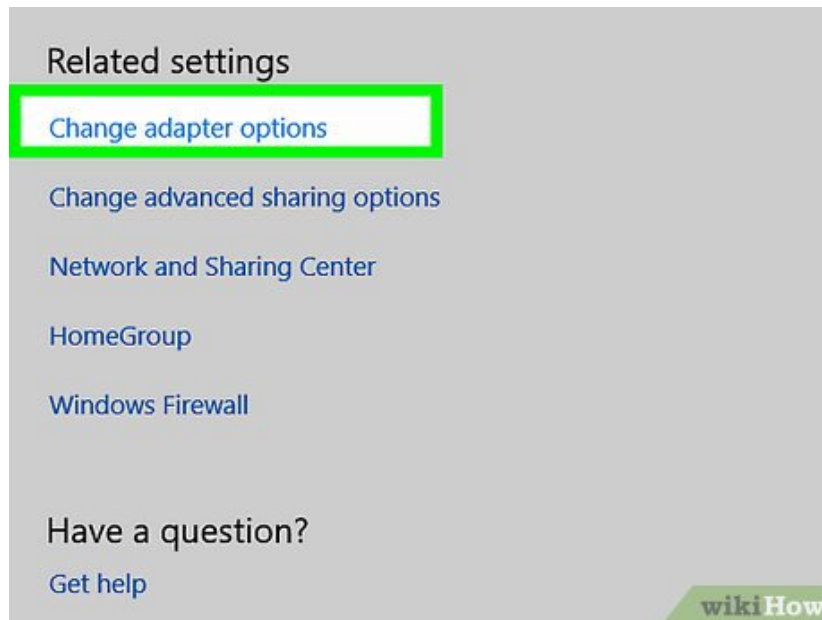 Related settings
Change adapter options
Change advanced sharing options
Network and Sharing Center
HomeGroup
Windows Firewall
Have a question?
Get help
wikiHow